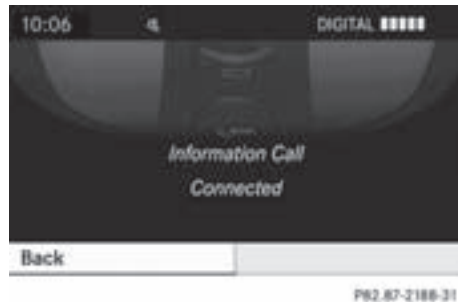 10:06 DIGITAL
Information Call
Connected
Back
P82.87-2188-31